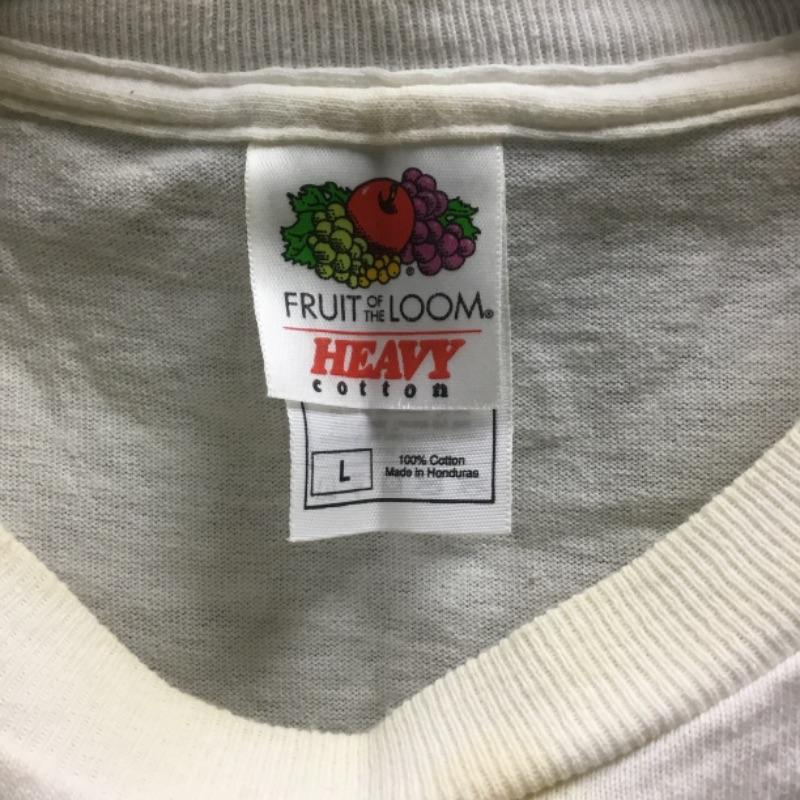 FRUIT OF THE LOOM®
HEAVY
cotton
L
100% Cotton
Made in Honduras